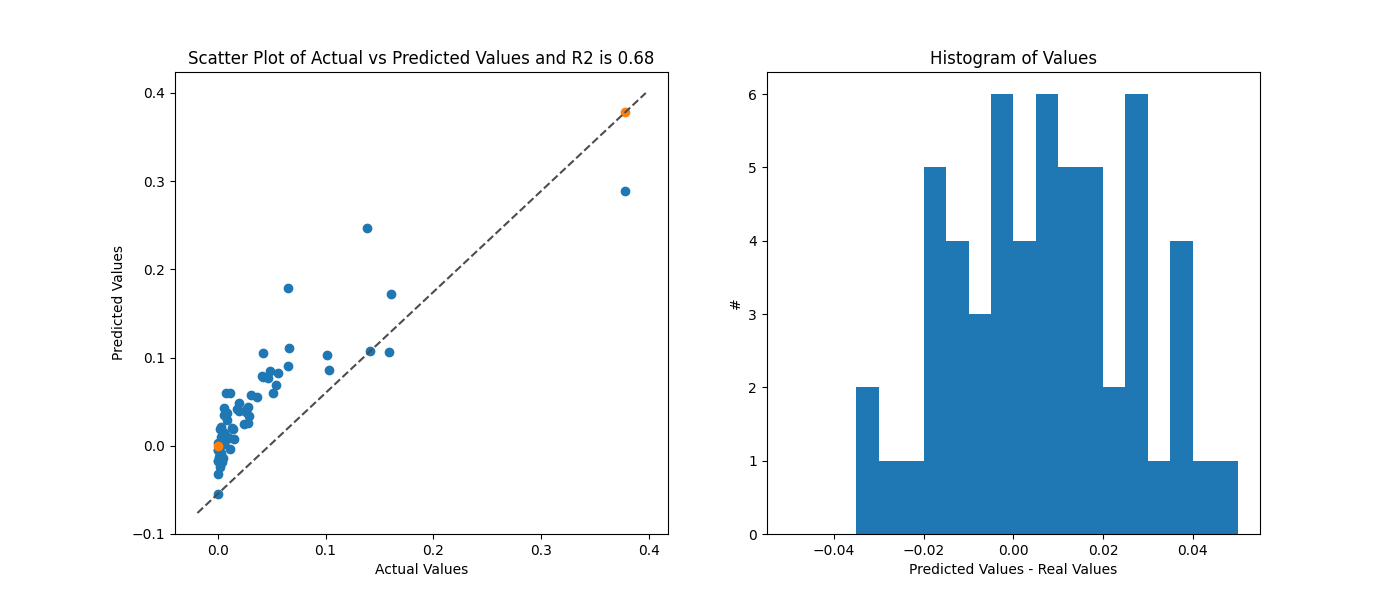 Scatter Plot of Actual vs Predicted Values and R2 is 0.68
0.4
0.3
0.2
0.1
0.0
−0.1
Predicted Values
0.0 0.1 0.2 0.3 0.4
Actual Values
Histogram of Values
6
5
4
3
2
1
0
#
−0.04 −0.02 0.00 0.02 0.04
Predicted Values - Real Values